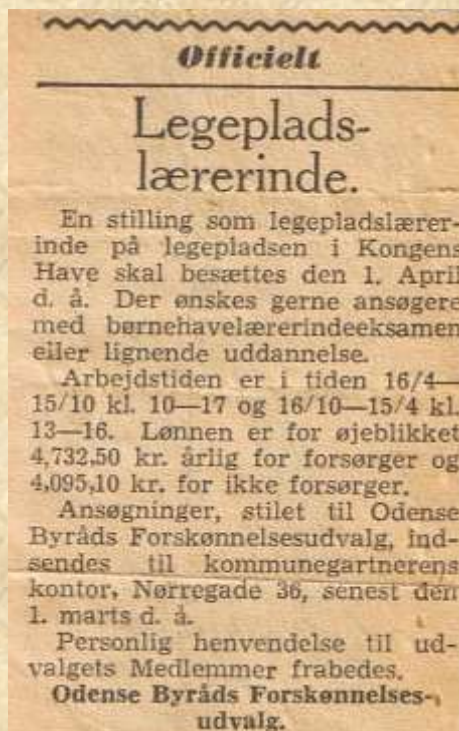 Officielt
Legeplads-
lærerinde.
En stilling som legepladslærer-
inde på legepladsen i Kongens
Have skal besættes den 1. April
d. å. Der ønskes gerne ansøgere
med børnehavelærerindeeksamen
eller lignende uddannelse.
Arbejdstiden er i tiden 16/4—
15/10 kl. 10—17 og 16/10—15/4 kl.
13—16. Lønnen er for øjeblikket
4,732,50 kr. årlig for forsørger og
4,095,10 kr. for ikke forsørger.
Ansøgninger, stilet til Odense
Byråds Forskønnelsesudvalg, ind-
sendes til kommunegartnerens
kontor, Nørregade 36, senest den
1. marts d. å.
Personlig henvendelse til ud-
valgets Medlemmer frabedes.
Odense Byråds Forskønnelses-
udvalg.